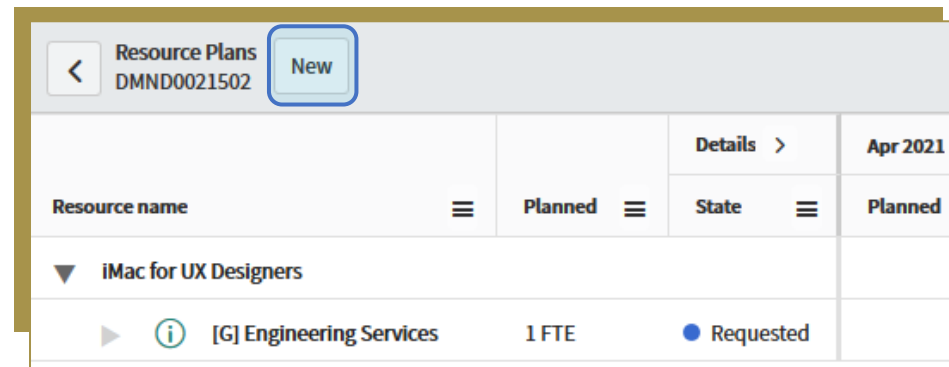 Resource Plans
DMND0021502
New
Details
Apr 2021
Resource name
Planned
State
Planned
iMac for UX Designers
[G] Engineering Services
1 FTE
Requested